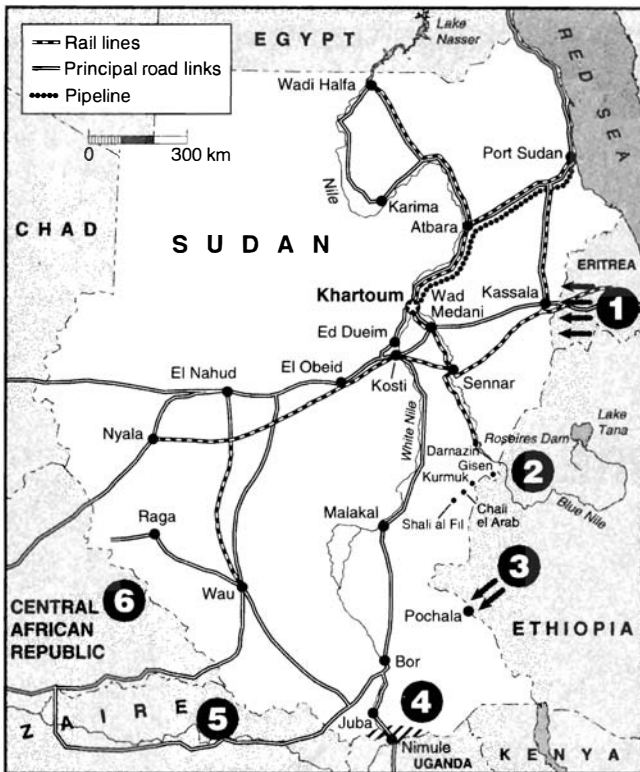 Rail lines
Principal road links
Pipeline
0 300 km
EGYPT
Lake
Nasser
RED SEA
Wadi Halfa
Port Sudan
Nile
Karima
Atbara
CHAD
SUDAN
ERITREA
Khartoum
Wad
Medani
Kassala
1
Ed Dueim
El Nahud
El Obeid
Kosti
Sennar
Lake
Tana
Nyala
White Nile
Roseires Dam
Darnazin
Gisen
2
Kurmuk
Raga
Malakal
Shali al Fil
Chali
el Arab
Blue Nile
6
Wau
3
CENTRAL
AFRICAN
REPUBLIC
Pochala
ETHIOPIA
Bor
ZAIRE
5
4
Juba
Nimule
UGANDA
KENYA